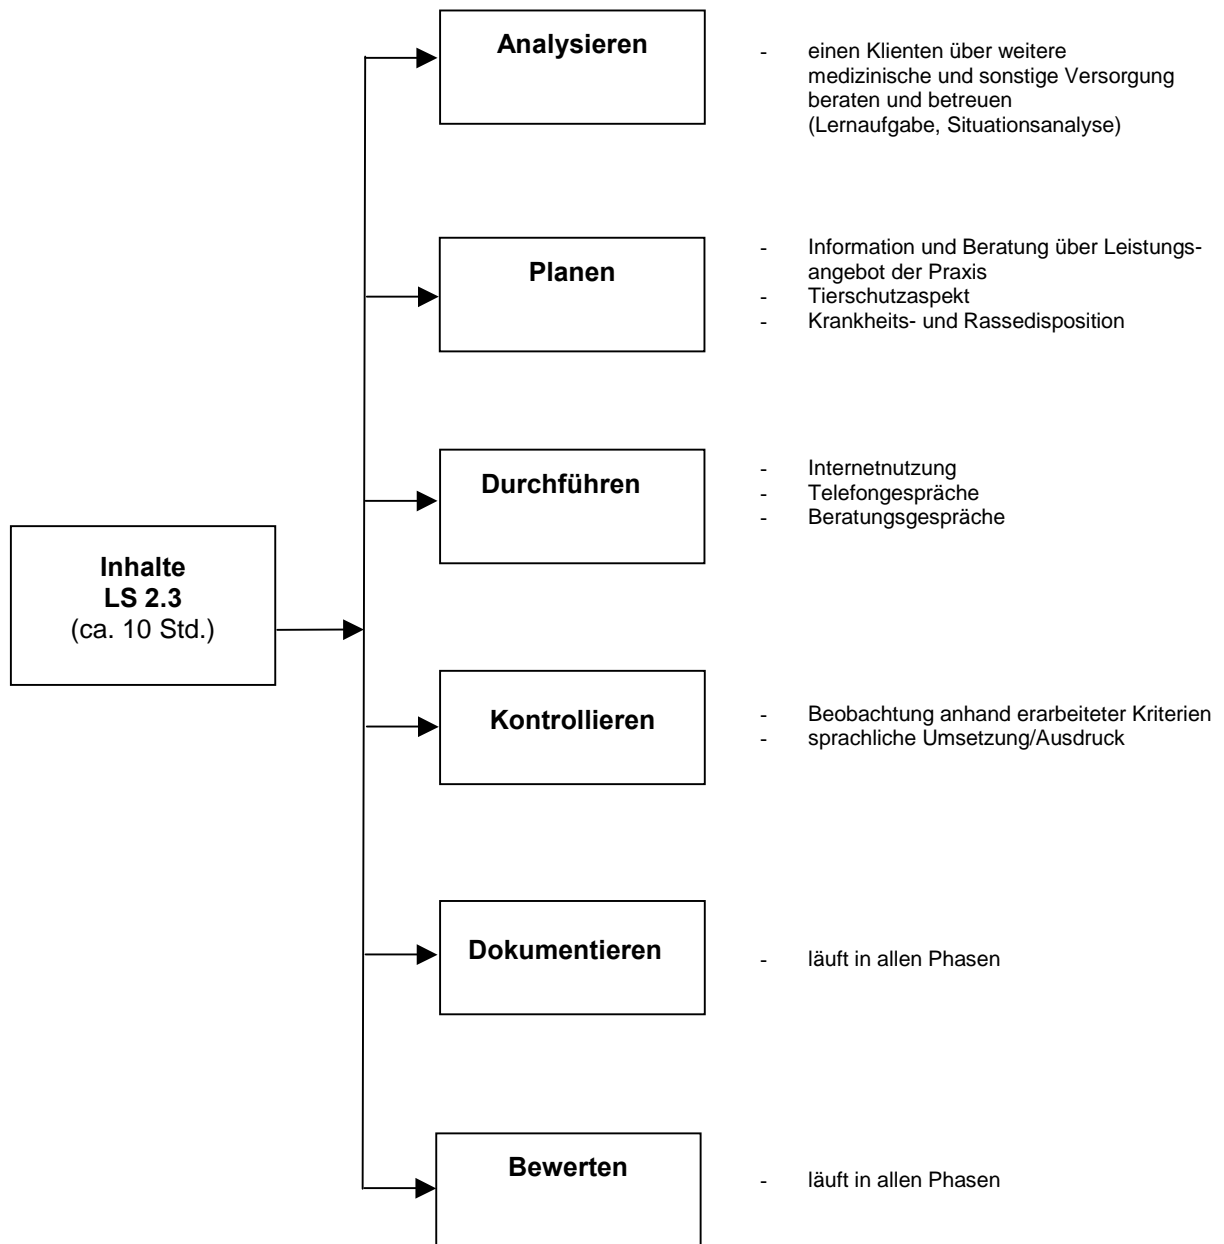 Analysieren
- einen Klienten über weitere
medizinische und sonstige Versorgung
beraten und betreuen
(Lernaufgabe, Situationsanalyse)
Planen
- Information und Beratung über Leistungs-
angebot der Praxis
- Tierschutzaspekt
- Krankheits- und Rassedisposition
Durchführen
- Internetnutzung
- Telefongespräche
- Beratungsgespräche
Inhalte
LS 2.3
(ca. 10 Std.)
Kontrollieren
- Beobachtung anhand erarbeiteter Kriterien
- sprachliche Umsetzung/Ausdruck
Dokumentieren
- läuft in allen Phasen
Bewerten
- läuft in allen Phasen